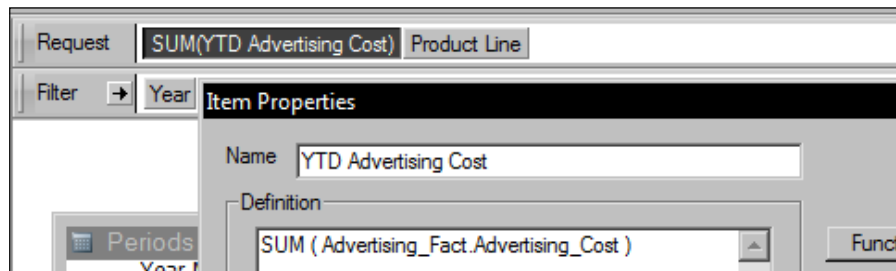 Request SUM(YTD Advertising Cost) Product Line
Filter Year
Item Properties
Name YTD Advertising Cost
Definition
SUM ( Advertising_Fact.Advertising_Cost )
Periods